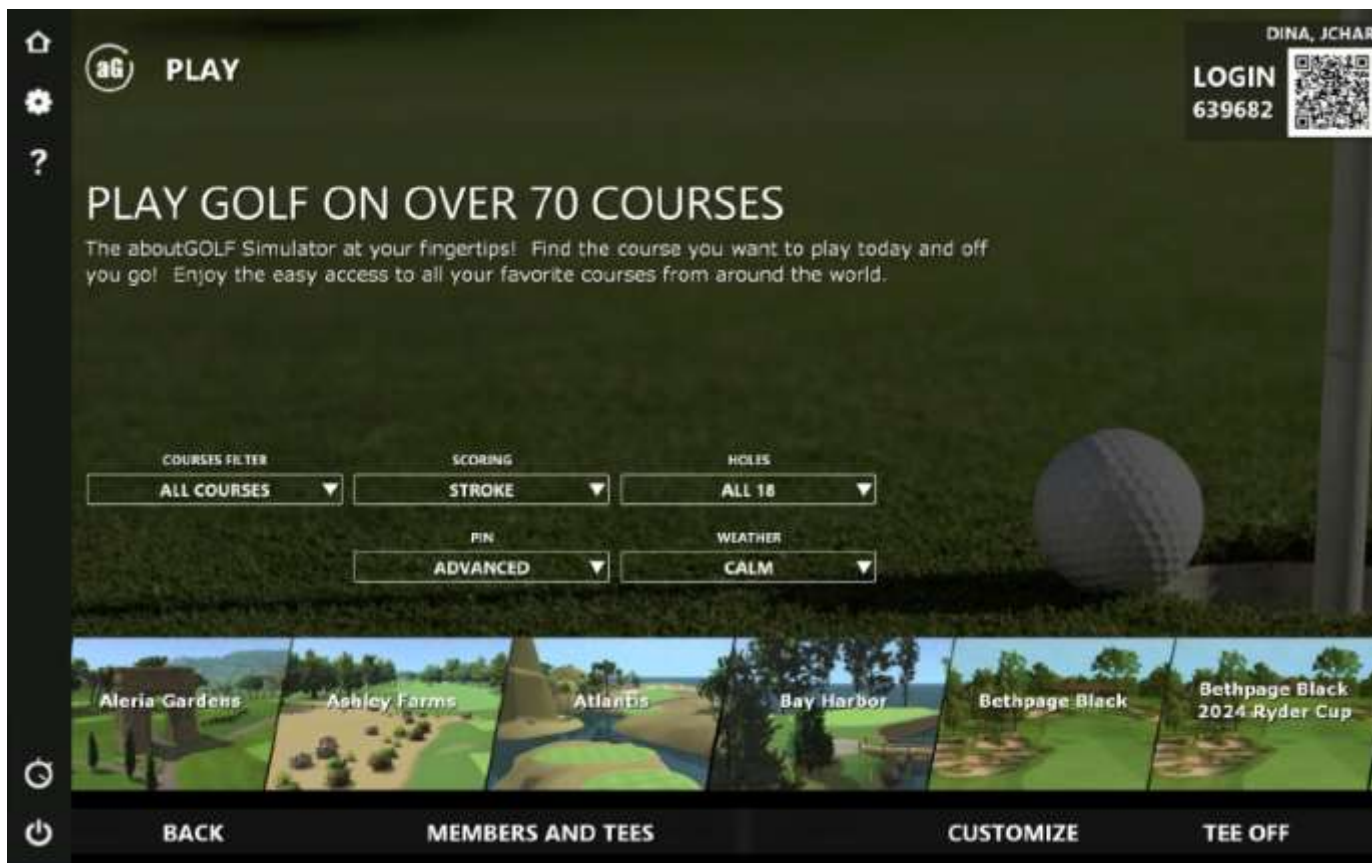 DINA, JCHAR
aG PLAY
LOGIN
639682
?
PLAY GOLF ON OVER 70 COURSES
The aboutGOLF Simulator at your fingertips! Find the course you want to play today and off
you go! Enjoy the easy access to all your favorite courses from around the world.
COURSES FILTER SCORING HOLES
ALL COURSES STROKE ALL 18
PIN WEATHER
ADVANCED CALM
Aleria Gardens
Ashley Farms
Atlantis
Bay Harbor
Bethpage Black
Bethpage Black
2024 Ryder Cup
BACK MEMBERS AND TEES CUSTOMIZE TEE OFF